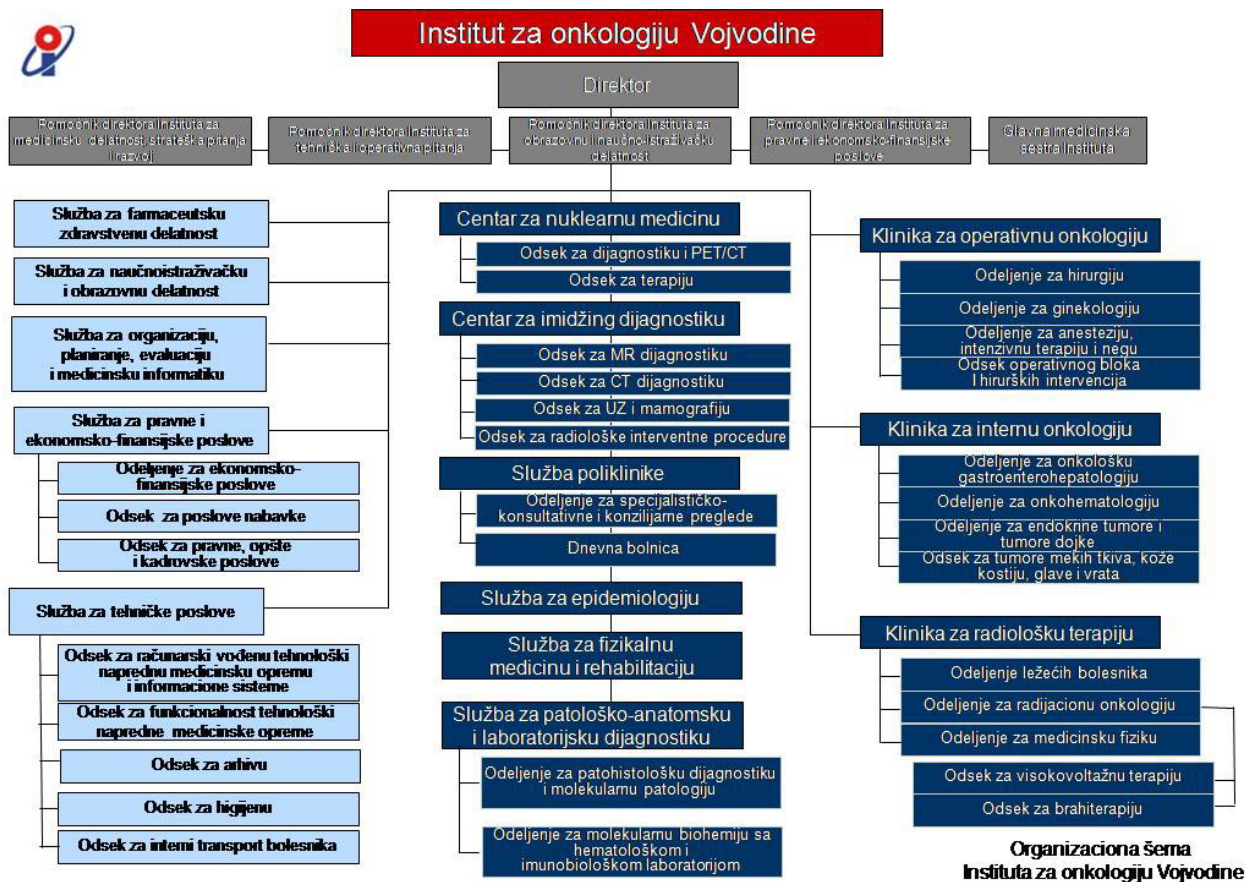 Institut za onkologiju Vojvodine
Direktor
Pomoćnik direktora Instituta za
medicinsku delatnost, strateška pitanja
i razvoj
Pomoćnik direktora Instituta za
tehnička i operativna pitanja
Pomoćnik direktora Instituta za
obrazovnu i naučno-istraživačku
delatnost
Pomoćnik direktora Instituta za
pravne i ekonomsko-finansijske
poslove
Glavna medicinska
sestra Instituta
Služba za farmaceutsku
zdravstvenu delatnost
Služba za naučnoistraživačku
i obrazovnu delatnost
Služba za organizaciju,
planiranje, evaluaciju
i medicinsku informatiku
Služba za pravne i
ekonomsko-finansijske poslove
Odeljenje za ekonomsko-
finansijske poslove
Odsek za poslove nabavke
Odsek za pravne, opšte
i kadrovske poslove
Služba za tehničke poslove
Odsek za računarski vođenu tehnološki
naprednu medicinsku opremu
i informacione sisteme
Odsek za funkcionalnost tehnološki
napredne medicinske opreme
Odsek za arhivu
Odsek za higijenu
Odsek za interni transport bolesnika
Centar za nuklearnu medicinu
Odsek za dijagnostiku i PET/CT
Odsek za terapiju
Centar za imidžing dijagnostiku
Odsek za MR dijagnostiku
Odsek za CT dijagnostiku
Odsek za UZ i mamografiju
Odsek za radiološke interventne procedure
Služba poliklinike
Odeljenje za specijalističko-
konsultativne i konzilijarne preglede
Dnevna bolnica
Služba za epidemiologiju
Služba za fizikalnu
medicinu i rehabilitaciju
Služba za patološko-anatomsku
i laboratorijsku dijagnostiku
Odeljenje za patohistološku dijagnostiku
i molekularnu patologiju
Odeljenje za molekularnu biohemiju sa
hematološkom i
imunobiološkom laboratorijom
Klinika za operativnu onkologiju
Odeljenje za hirurgiju
Odeljenje za ginekologiju
Odeljenje za anesteziju,
intenzivnu terapiju i negu
Odsek operativnog bloka
I hirurških intervencija
Klinika za internu onkologiju
Odeljenje za onkološku
gastroenterohepatologiju
Odeljenje za onkohematologiju
Odeljenje za endokrine tumore i
tumore dojke
Odsek za tumore mekih tkiva, kože
kostiju, glave i vrata
Klinika za radiološku terapiju
Odeljenje ležećih bolesnika
Odeljenje za radijacionu onkologiju
Odeljenje za medicinsku fiziku
Odsek za visokovoltažnu terapiju
Odsek za brahiterapiju
Organizaciona šema
Instituta za onkologiju Vojvodine